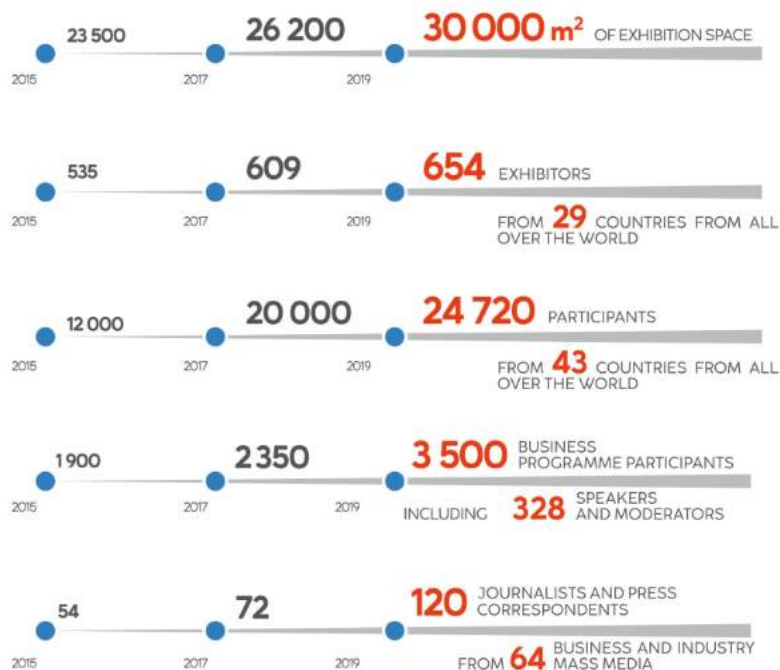 23 500 26 200 30 000 m² OF EXHIBITION SPACE
2015 2017 2019
535 609 654 EXHIBITORS
2015 2017 2019 FROM 29 COUNTRIES FROM ALL
OVER THE WORLD
12 000 20 000 24 720 PARTICIPANTS
2015 2017 2019 FROM 43 COUNTRIES FROM ALL
OVER THE WORLD
1 900 2 350 3 500 BUSINESS
PROGRAMME PARTICIPANTS
2015 2017 2019 INCLUDING 328 SPEAKERS
AND MODERATORS
54 72 120 JOURNALISTS AND PRESS
CORRESPONDENTS
2015 2017 2019 FROM 64 BUSINESS AND INDUSTRY
MASS MEDIA